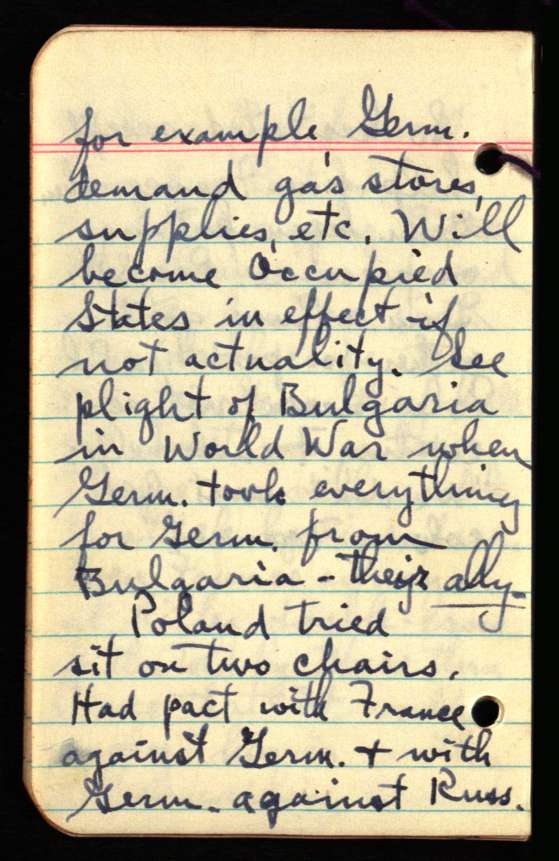 for example, Germ.
demand gas stores,
supplies, etc. Will
become Occupied
States in effect if
not actuality. See
plight of Bulgaria
in World War when
Germ. took everything
for Germ. from
Bulgaria - their ally.
Poland tried
sit on two chairs.
Had pact with France
against Germ. + with
Germ. against Russ.